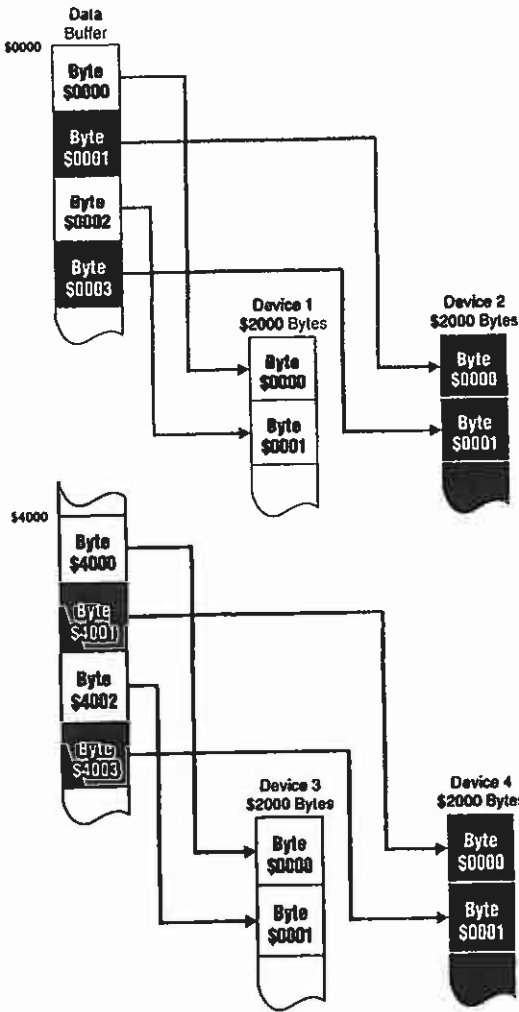 Data
Buffer
$0000
Byte
$0000
Byte
$0001
Byte
$0002
Byte
$0003
Device 1
$2000 Bytes
Byte
$0000
Byte
$0001
Device 2
$2000 Bytes
Byte
$0000
Byte
$0001
$4000
Byte
$4000
Byte
$4001
Byte
$4002
Byte
$4003
Device 3
$2000 Bytes
Byte
$0000
Byte
$0001
Device 4
$2000 Bytes
Byte
$0000
Byte
$0001